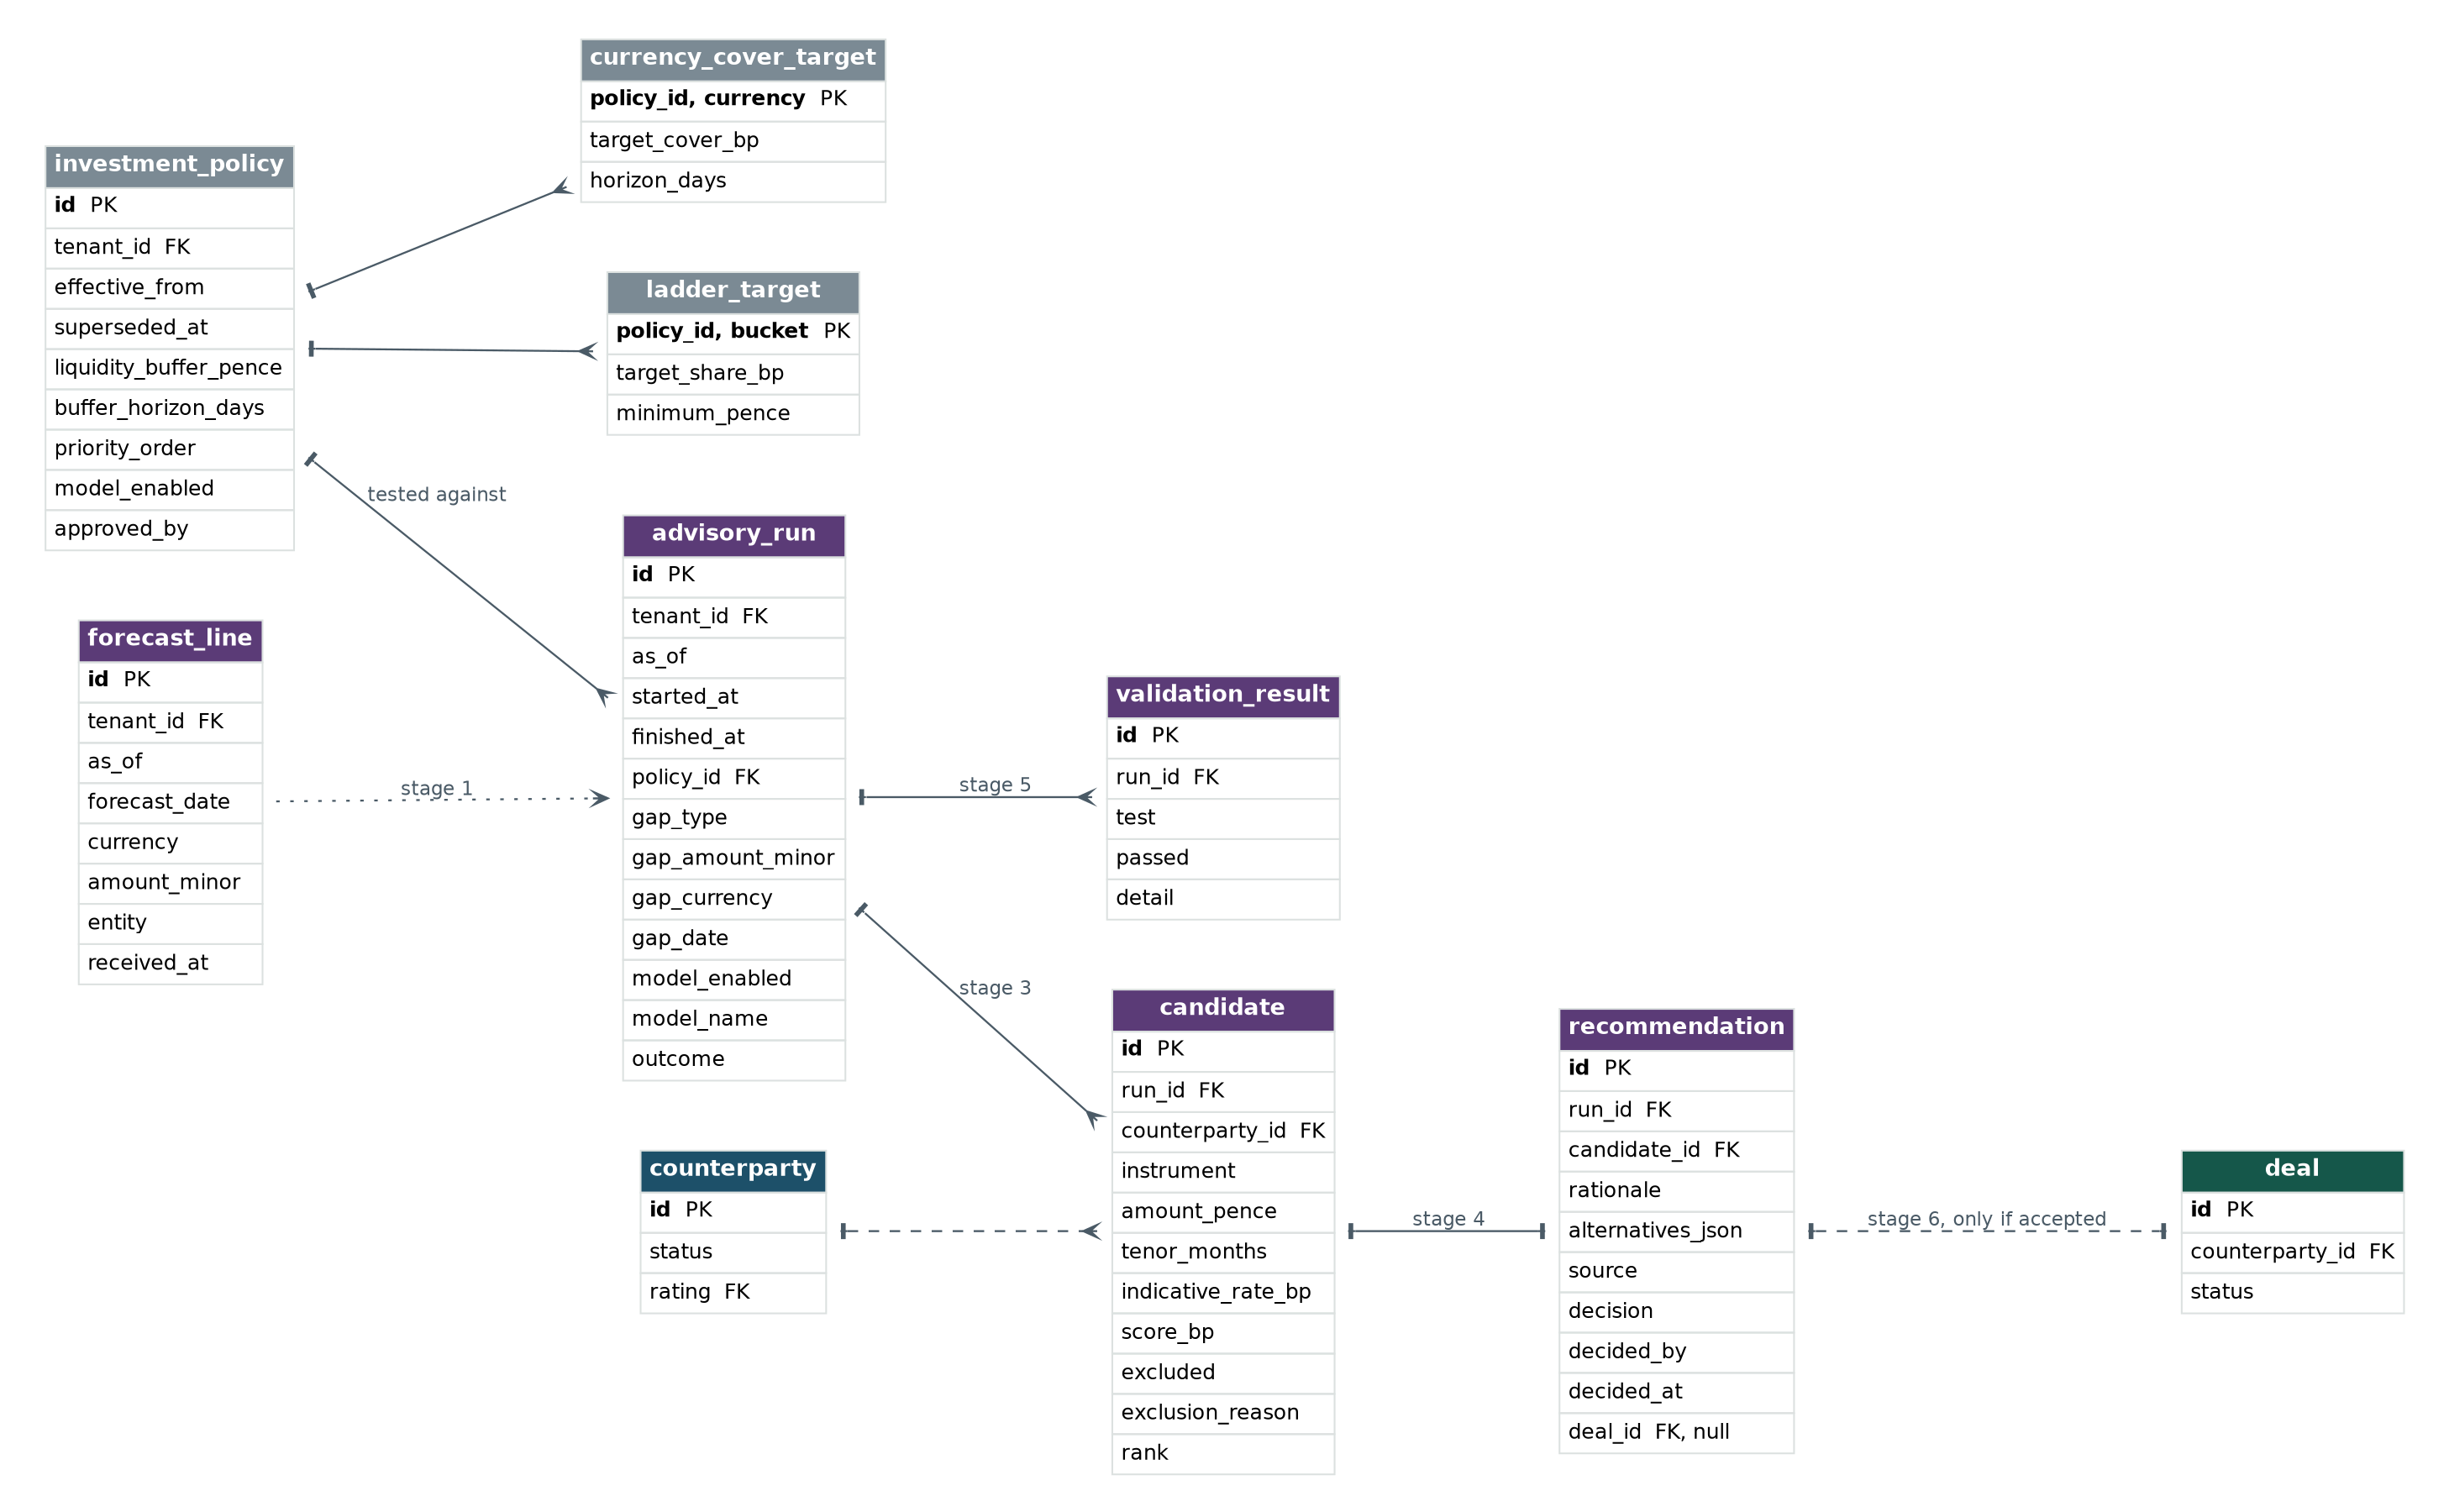 currency_cover_target
policy_id, currency PK
target_cover_bp
horizon_days
investment_policy
id PK
tenant_id FK
effective_from
superseded_at
liquidity_buffer_pence
buffer_horizon_days
priority_order
model_enabled
approved_by
ladder_target
policy_id, bucket PK
target_share_bp
minimum_pence
tested against
advisory_run
id PK
tenant_id FK
as_of
started_at
finished_at
policy_id FK
gap_type
gap_amount_minor
gap_currency
gap_date
model_enabled
model_name
outcome
forecast_line
id PK
tenant_id FK
as_of
forecast_date
currency
amount_minor
entity
received_at
stage 1
stage 5
validation_result
id PK
run_id FK
test
passed
detail
stage 3
candidate
id PK
run_id FK
counterparty_id FK
instrument
amount_pence
tenor_months
indicative_rate_bp
score_bp
excluded
exclusion_reason
rank
counterparty
id PK
status
rating FK
stage 4
recommendation
id PK
run_id FK
candidate_id FK
rationale
alternatives_json
source
decision
decided_by
decided_at
deal_id FK, null
stage 6, only if accepted
deal
id PK
counterparty_id FK
status